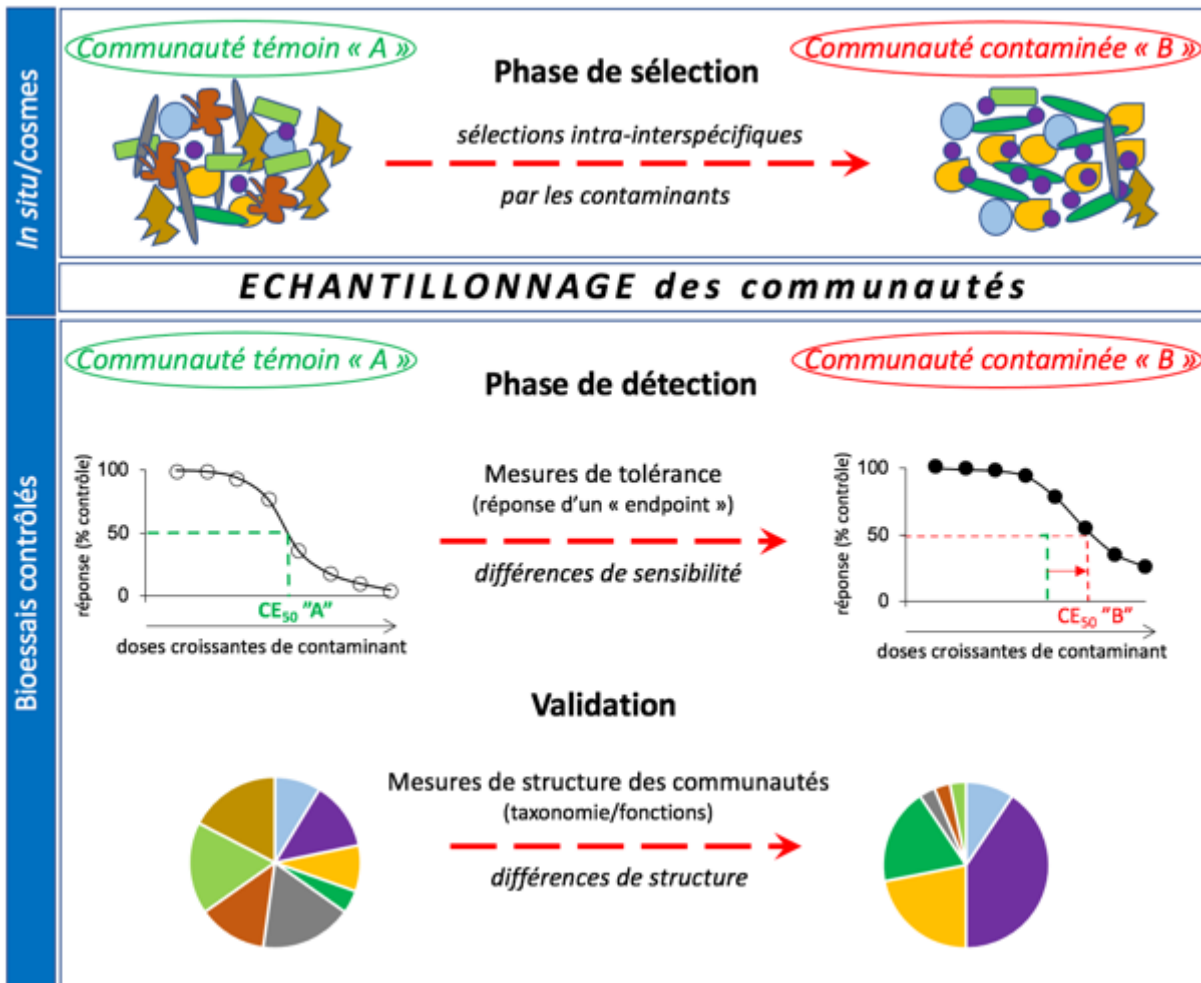 In situ/cosmes
Communauté témoin « A »
Communauté contaminée « B »
Phase de sélection
sélections intra-interspécifiques
par les contaminants
ECHANTILLONNAGE des communautés
Bioessais contrôlés
Communauté témoin « A »
Communauté contaminée « B »
Phase de détection
réponse (% contrôle)
100
50
0
CE₅₀ "A"
doses croissantes de contaminant
Mesures de tolérance
(réponse d'un « endpoint »)
différences de sensibilité
réponse (% contrôle)
100
50
0
CE₅₀ "B"
doses croissantes de contaminant
Validation
Mesures de structure des communautés
(taxonomie/fonctions)
différences de structure